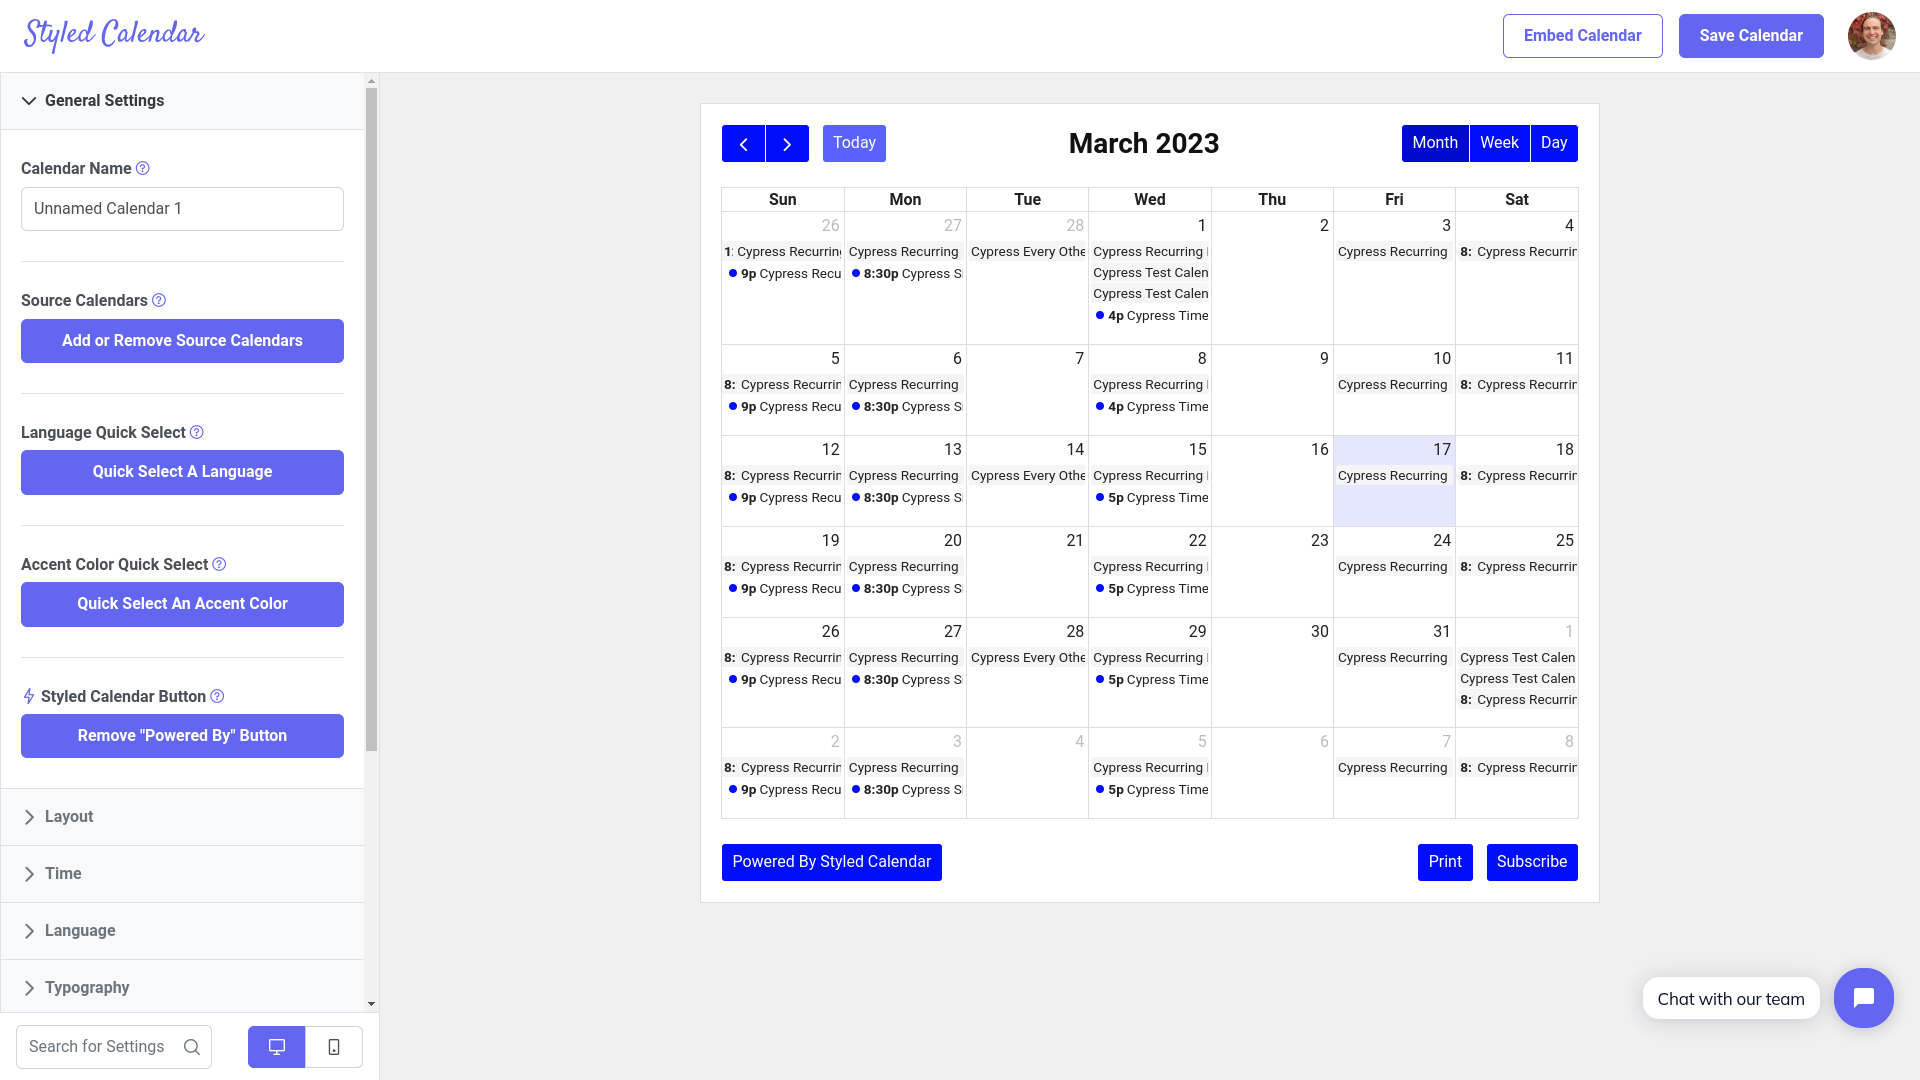 Styled Calendar
Embed Calendar
Save Calendar
General Settings
Calendar Name
Unnamed Calendar 1
Source Calendars
Add or Remove Source Calendars
Language Quick Select
Quick Select A Language
Accent Color Quick Select
Quick Select An Accent Color
Styled Calendar Button
Remove "Powered By" Button
Layout
Time
Language
Typography
Search for Settings
Today
March 2023
Month Week Day
Sun Mon Tue Wed Thu Fri Sat
26 27 28 1 2 3 4
1: Cypress Recurring Cypress Recurring Cypress Every Othe Cypress Recurring Cypress Recurring 8: Cypress Recurrin
9p Cypress Recu 8:30p Cypress S Cypress Test Calen
Cypress Test Calen
4p Cypress Time
5 6 7 8 9 10 11
8: Cypress Recurrin Cypress Recurring Cypress Recurring Cypress Recurring 8: Cypress Recurrin
9p Cypress Recu 8:30p Cypress S 4p Cypress Time
12 13 14 15 16 17 18
8: Cypress Recurrin Cypress Recurring Cypress Every Othe Cypress Recurring Cypress Recurring 8: Cypress Recurrin
9p Cypress Recu 8:30p Cypress S 5p Cypress Time
19 20 21 22 23 24 25
8: Cypress Recurrin Cypress Recurring Cypress Recurring Cypress Recurring 8: Cypress Recurrin
9p Cypress Recu 8:30p Cypress S 5p Cypress Time
26 27 28 29 30 31 1
8: Cypress Recurrin Cypress Recurring Cypress Every Othe Cypress Recurring Cypress Recurring Cypress Test Calen
9p Cypress Recu 8:30p Cypress S 5p Cypress Time Cypress Test Calen
8: Cypress Recurrin
2 3 4 5 6 7 8
8: Cypress Recurrin Cypress Recurring Cypress Recurring Cypress Recurring 8: Cypress Recurrin
9p Cypress Recu 8:30p Cypress S 5p Cypress Time
Powered By Styled Calendar
Print
Subscribe
Chat with our team